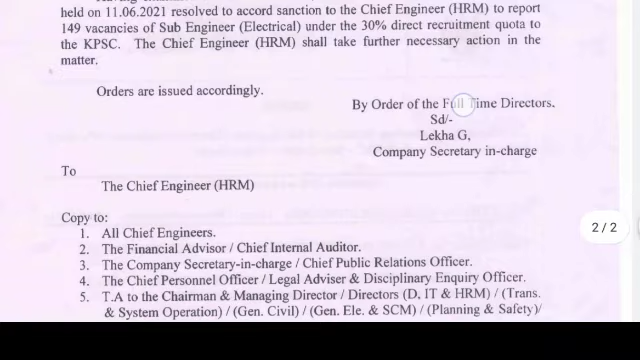 held on 11.06.2021 resolved to accord sanction to the Chief Engineer (HRM) to report
149 vacancies of Sub Engineer (Electrical) under the 30% direct recruitment quota to
the KPSC. The Chief Engineer (HRM) shall take further necessary action in the
matter.
Orders are issued accordingly.
By Order of the Full Time Directors.
Sd/-
Lekha G,
Company Secretary in-charge
To
The Chief Engineer (HRM)
Copy to:
1. All Chief Engineers.
2. The Financial Advisor / Chief Internal Auditor.
3. The Company Secretary-in-charge / Chief Public Relations Officer.
4. The Chief Personnel Officer / Legal Adviser & Disciplinary Enquiry Officer.
5. T.A to the Chairman & Managing Director / Directors (D, IT & HRM) / (Trans.
& System Operation) / (Gen. Civil) / (Gen. Ele. & SCM) / (Planning & Safety)/
2/2